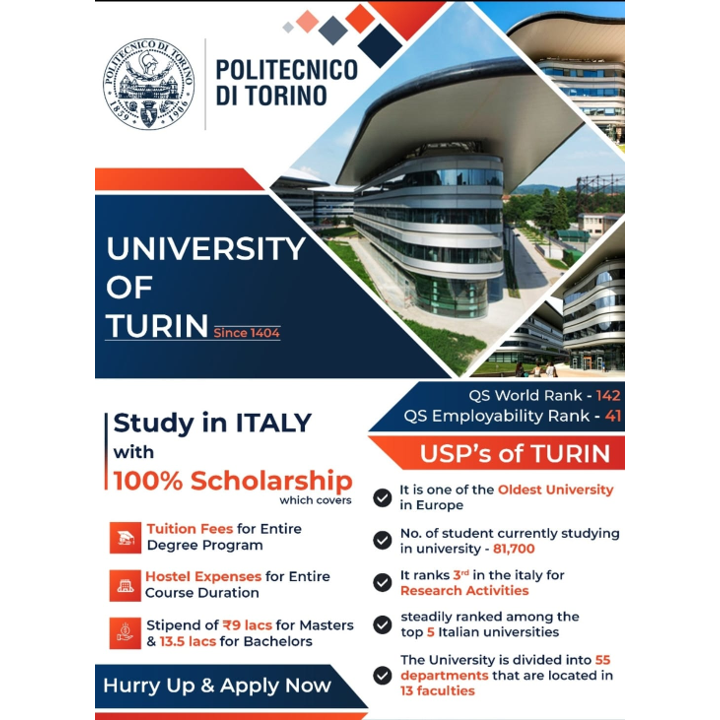 POLITECNICO DI TORINO
1859
1906
POLITECNICO
DI TORINO
UNIVERSITY
OF
TURIN Since 1404
QS World Rank - 142
QS Employability Rank - 41
Study in ITALY
with
100% Scholarship
which covers
Tuition Fees for Entire
Degree Program
Hostel Expenses for Entire
Course Duration
Stipend of ₹9 lacs for Masters
& 13.5 lacs for Bachelors
Hurry Up & Apply Now
USP's of TURIN
It is one of the Oldest University
in Europe
No. of student currently studying
in university - 81,700
It ranks 3rd in the italy for
Research Activities
steadily ranked among the
top 5 Italian universities
The University is divided into 55
departments that are located in
13 faculties